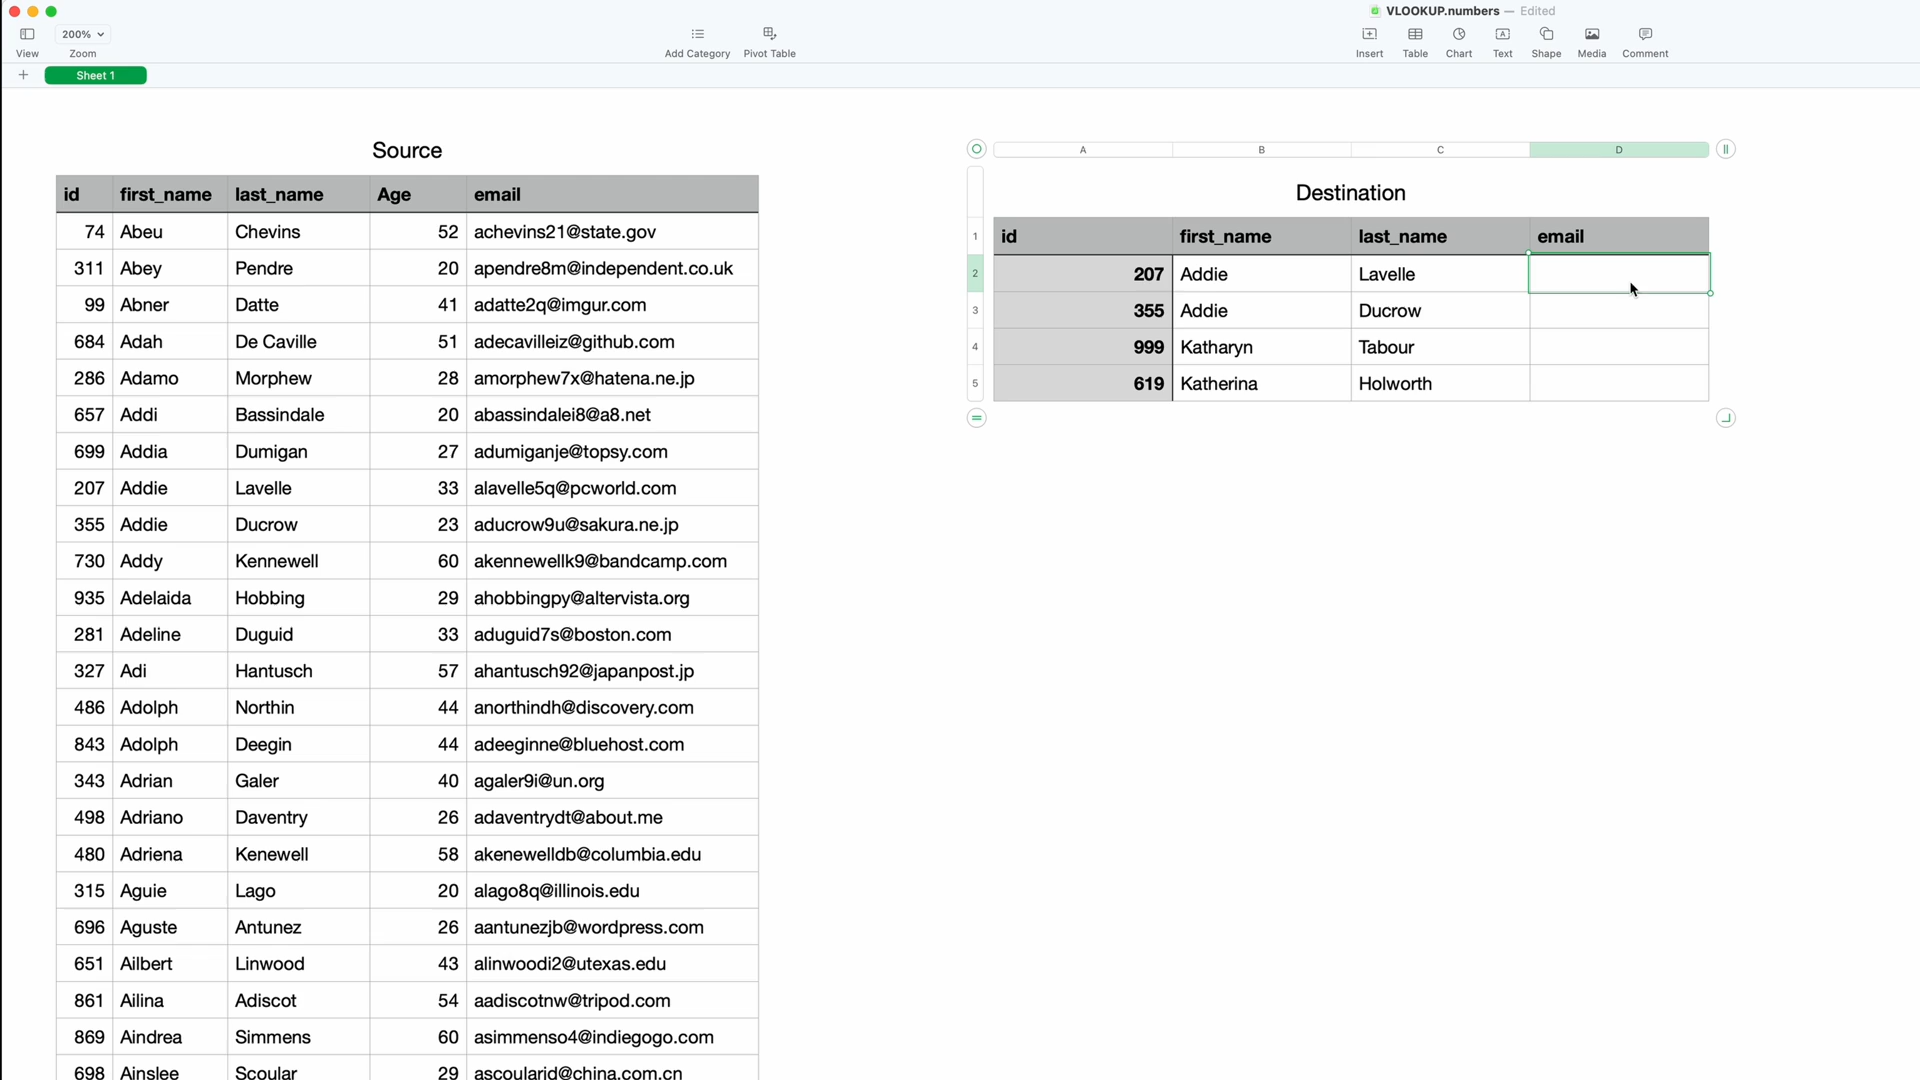 VLOOKUP.numbers — Edited
200%
View
Zoom
Add Category
Pivot Table
Insert
Table
Chart
Text
Shape
Media
Comment
Sheet 1
Source
id first_name last_name Age email
74 Abeu Chevins 52 achevins21@state.gov
311 Abey Pendre 20 apendre8m@independent.co.uk
99 Abner Datte 41 adatte2q@imgur.com
684 Adah De Caville 51 adecavilleiz@github.com
286 Adamo Morphew 28 amorphew7x@hatena.ne.jp
657 Addi Bassindale 20 abassindalei8@a8.net
699 Addia Dumigan 27 adumiganje@topsy.com
207 Addie Lavelle 33 alavelle5q@pcworld.com
355 Addie Ducrow 23 aducrow9u@sakura.ne.jp
730 Addy Kennewell 60 akennewellk9@bandcamp.com
935 Adelaida Hobbing 29 ahobbingpy@altervista.org
281 Adeline Duguid 33 aduguid7s@boston.com
327 Adi Hantusch 57 ahantusch92@japanpost.jp
486 Adolph Northin 44 anorthindh@discovery.com
843 Adolph Deegin 44 adeeginne@bluehost.com
343 Adrian Galer 40 agaler9i@un.org
498 Adriano Daventry 26 adaventrydt@about.me
480 Adriena Kenewell 58 akenewelldb@columbia.edu
315 Aguie Lago 20 alago8q@illinois.edu
696 Aguste Antunez 26 aantunezjb@wordpress.com
651 Ailbert Linwood 43 alinwoodi2@utexas.edu
861 Ailina Adiscot 54 aadiscotnw@tripod.com
869 Aindrea Simmens 60 asimmenso4@indiegogo.com
698 Ainslee Scoular 29 ascoularid@china.com.cn
A B C D
Destination
1 id first_name last_name email
2 207 Addie Lavelle
3 355 Addie Ducrow
4 999 Katharyn Tabour
5 619 Katherina Holworth